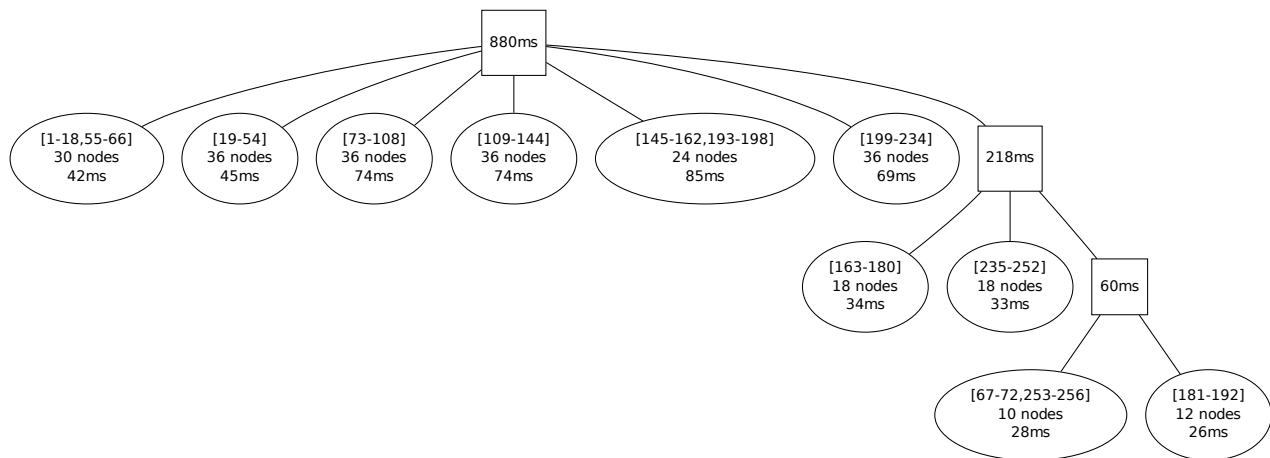 880ms
[1-18,55-66]
30 nodes
42ms
[19-54]
36 nodes
45ms
[73-108]
36 nodes
74ms
[109-144]
36 nodes
74ms
[145-162,193-198]
24 nodes
85ms
[199-234]
36 nodes
69ms
218ms
[163-180]
18 nodes
34ms
[235-252]
18 nodes
33ms
60ms
[67-72,253-256]
10 nodes
28ms
[181-192]
12 nodes
26ms